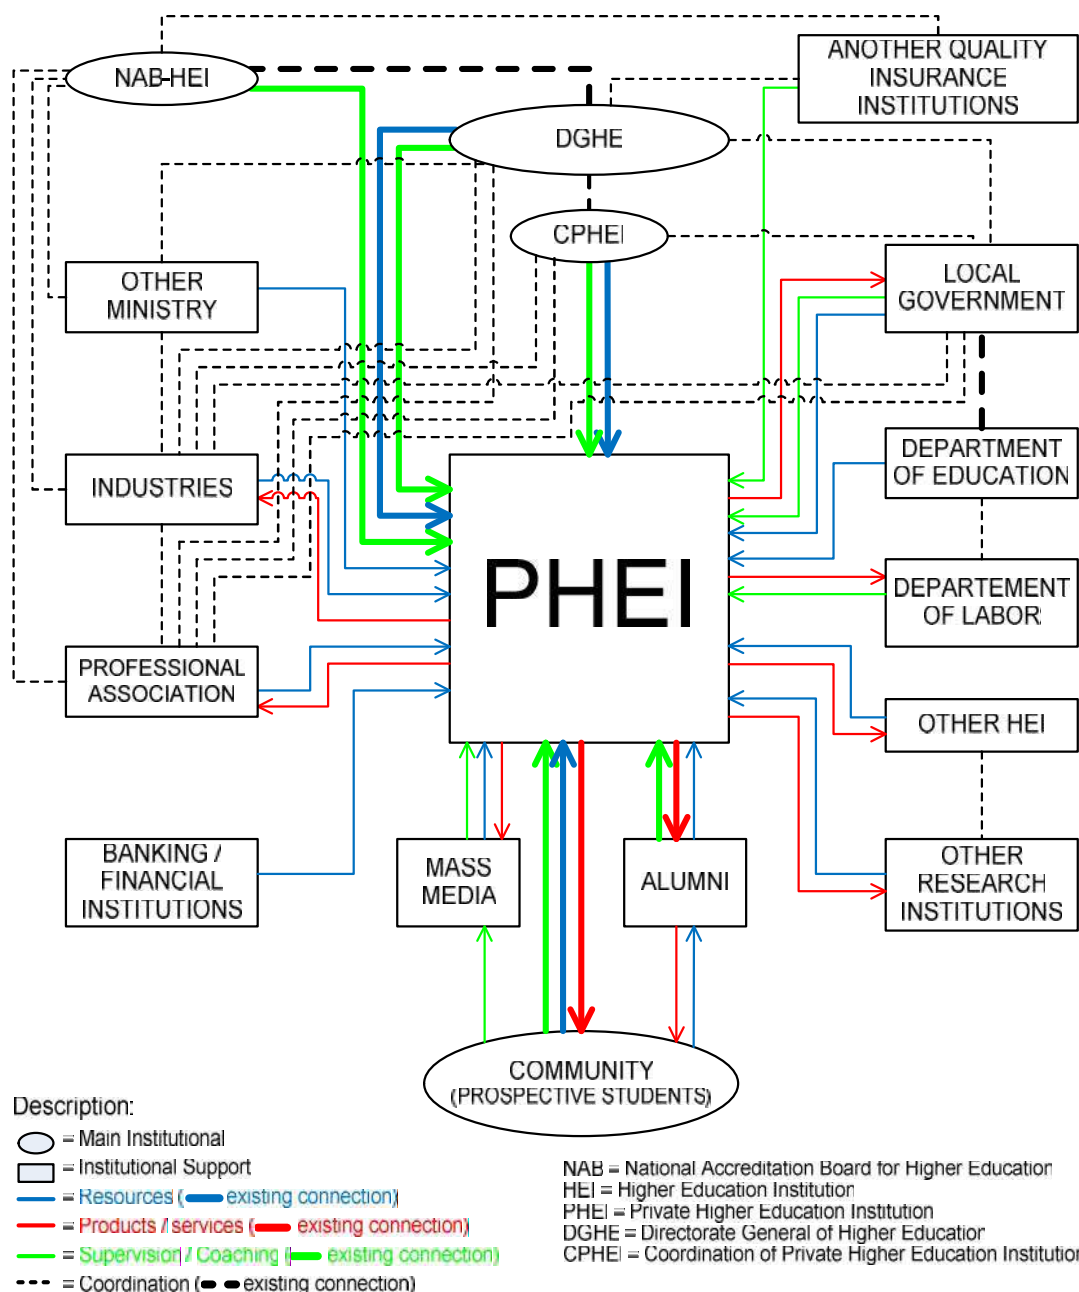 NAB-HEI
ANOTHER QUALITY
INSURANCE
INSTITUTIONS
DGHE
CPHEI
OTHER
MINISTRY
LOCAL
GOVERNMENT
INDUSTRIES
DEPARTMENT
OF EDUCATION
PHEI
DEPARTEMENT
OF LABOR
PROFESSIONAL
ASSOCIATION
OTHER HEI
BANKING /
FINANCIAL
INSTITUTIONS
MASS
MEDIA
ALUMNI
OTHER
RESEARCH
INSTITUTIONS
COMMUNITY
(PROSPECTIVE STUDENTS)
Description:
= Main Institutional
= Institutional Support
= Resources ( existing connection)
= Products / services ( existing connection)
= Supervision / Coaching ( existing connection)
= Coordination ( existing connection)
NAB = National Accreditation Board for Higher Education
HEI = Higher Education Institution
PHEI = Private Higher Education Institution
DGHE = Directorate General of Higher Education
CPHEI = Coordination of Private Higher Education Institution